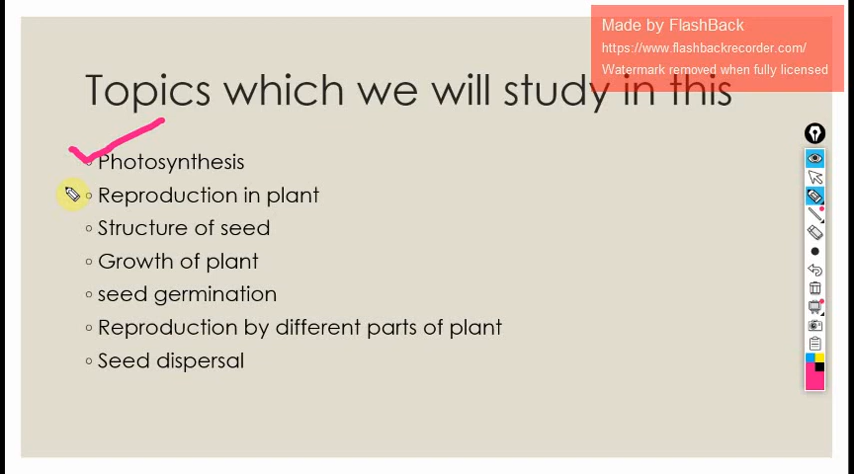 Made by FlashBack
https://www.flashbackrecorder.com/
Watermark removed when fully licensed
Topics which we will study in this
Photosynthesis
Reproduction in plant
Structure of seed
Growth of plant
seed germination
Reproduction by different parts of plant
Seed dispersal